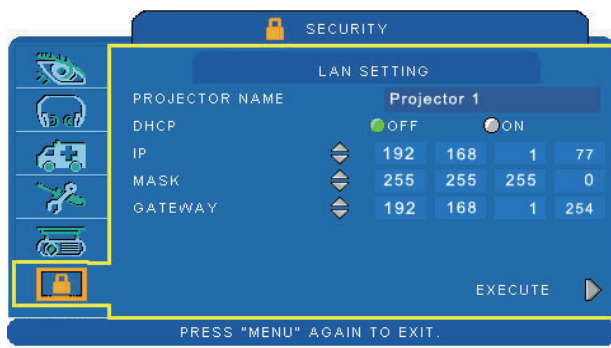 SECURITY
LAN SETTING
PROJECTOR NAME Projector 1
DHCP OFF ON
IP 192 168 1 77
MASK 255 255 255 0
GATEWAY 192 168 1 254
EXECUTE
PRESS "MENU" AGAIN TO EXIT.